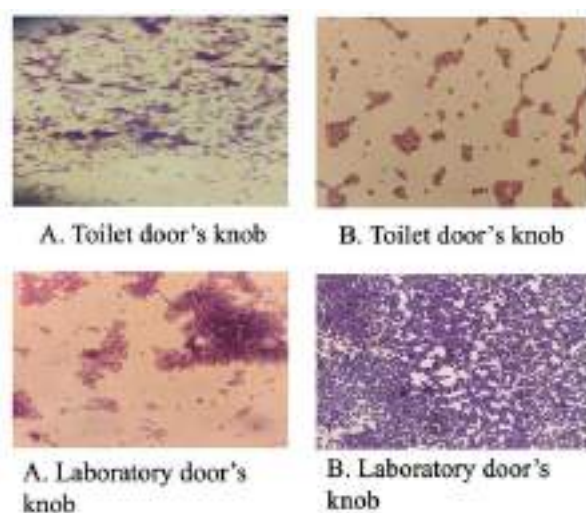 A. Toilet door's knob
B. Toilet door's knob
A. Laboratory door's
knob
B. Laboratory door's
knob